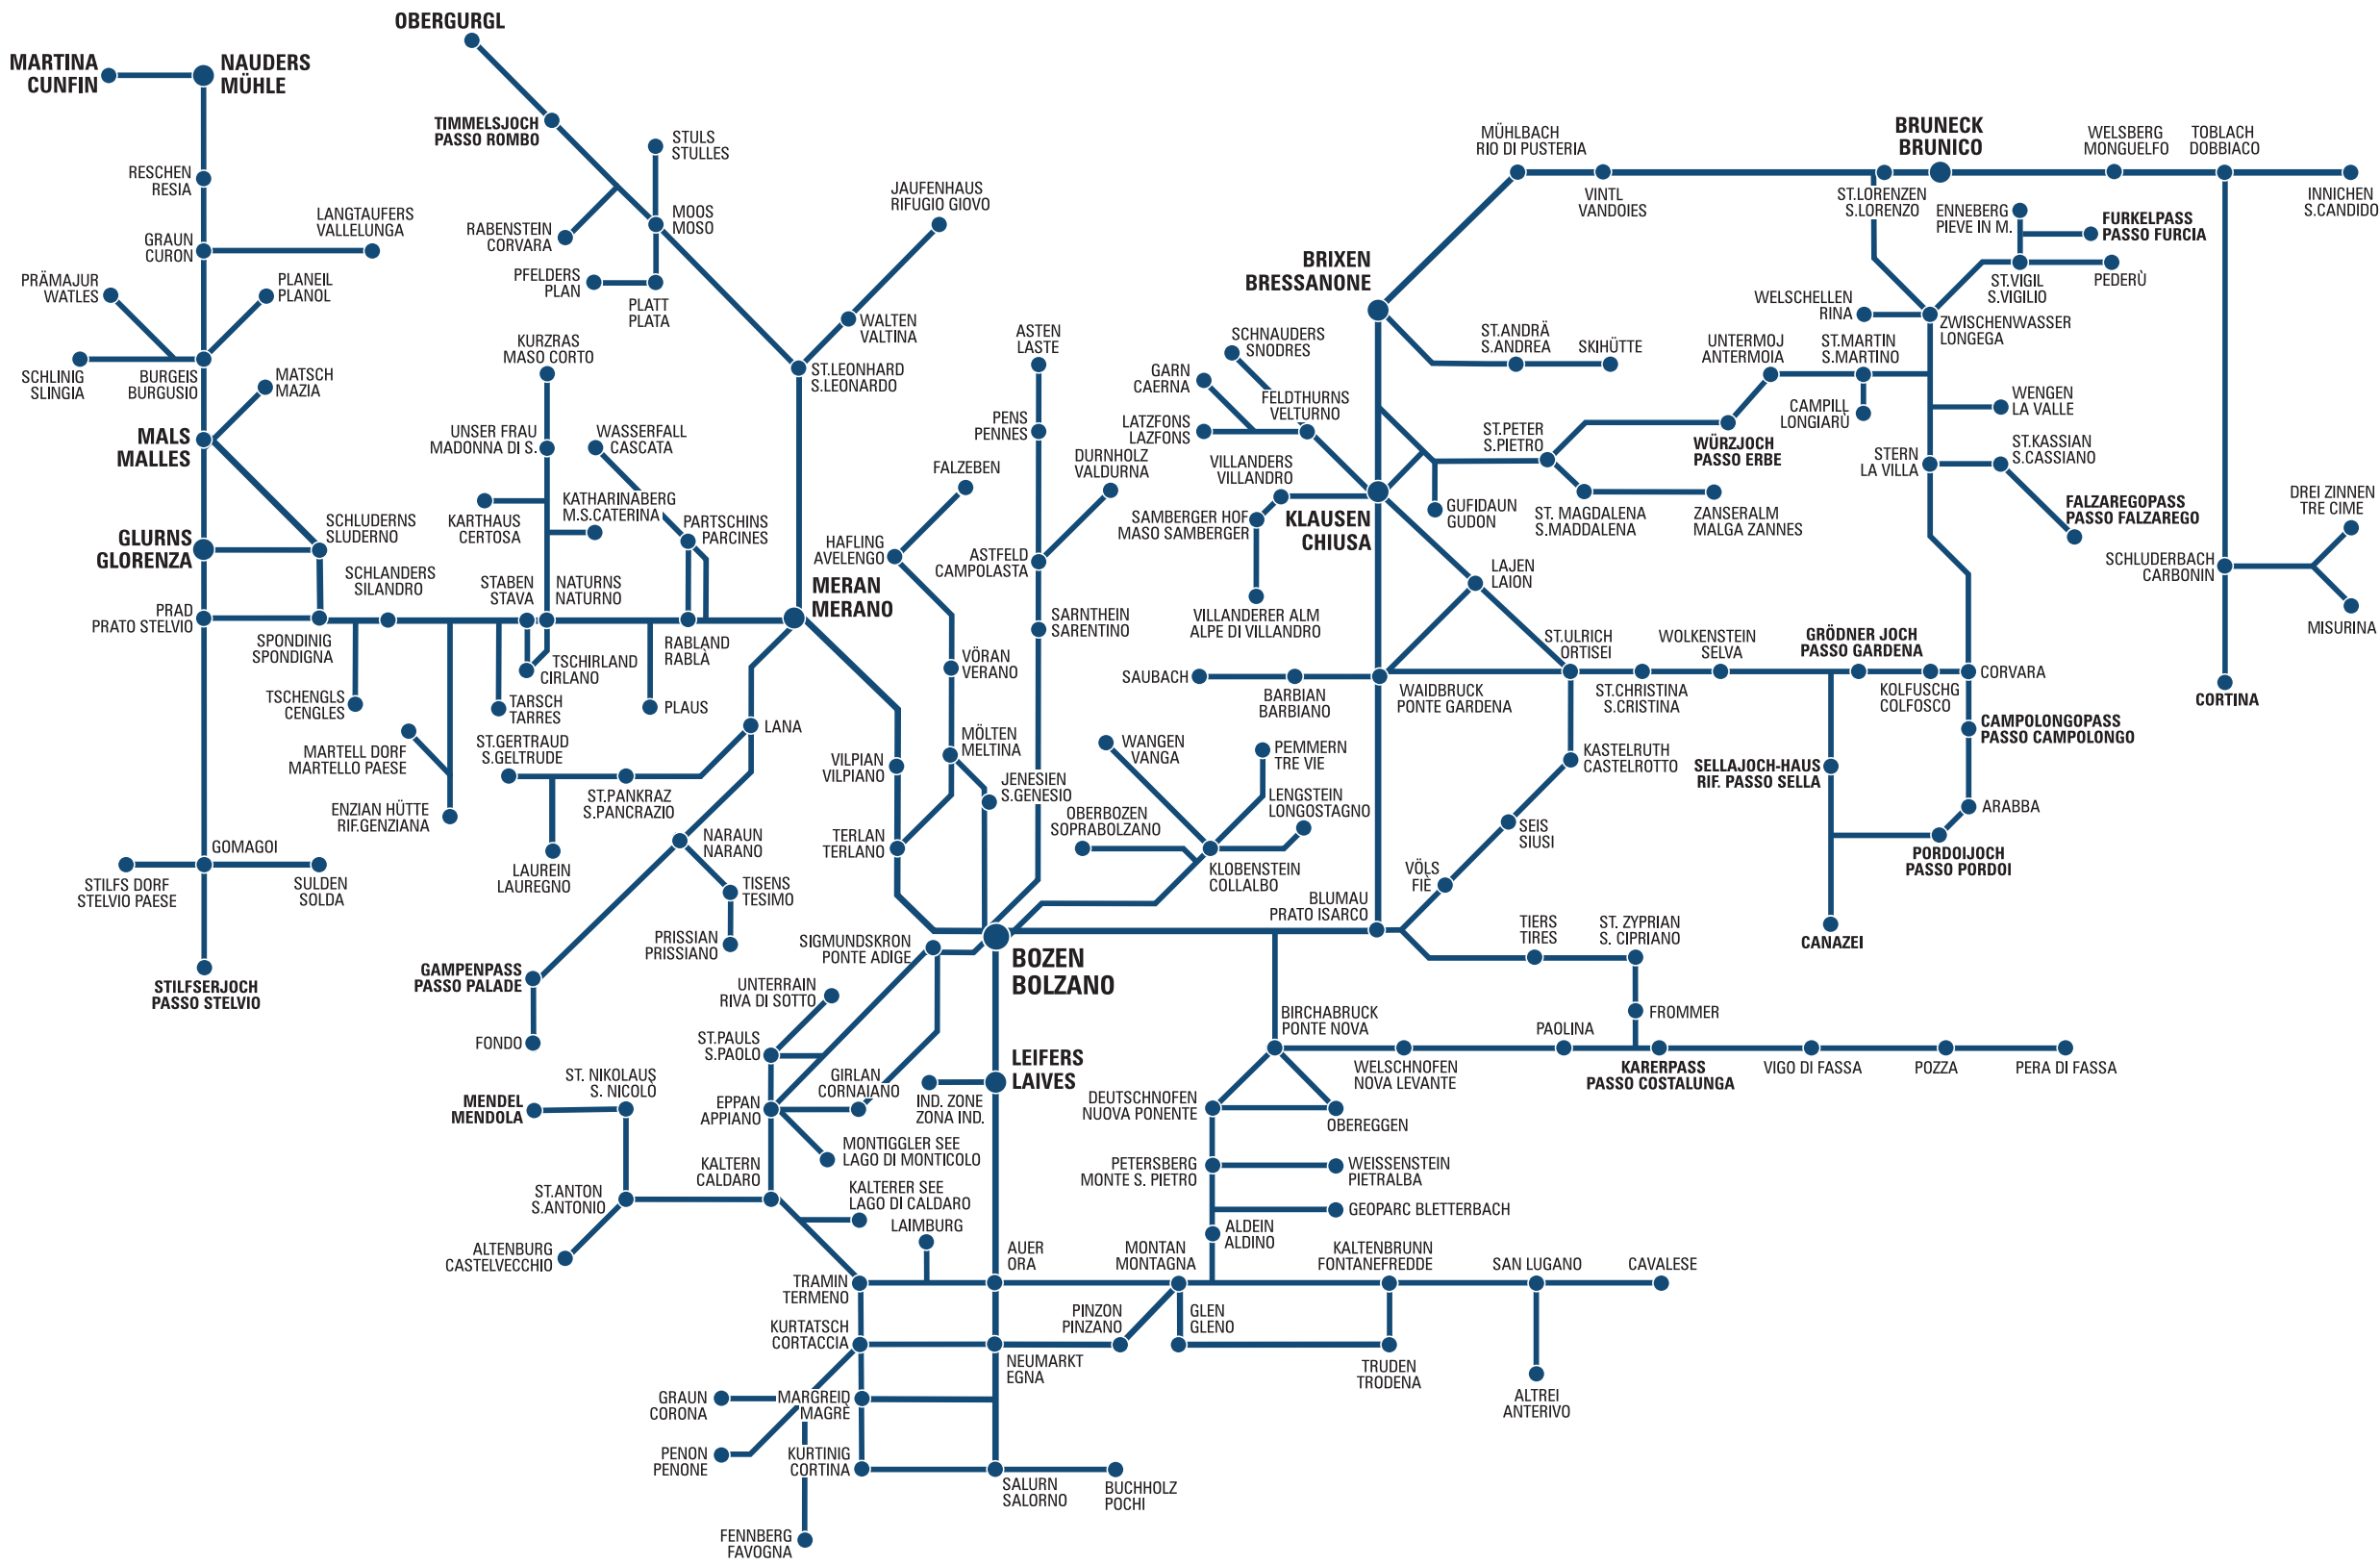 OBERGURGL
MARTINA
CUNFIN
NAUDERS
MÜHLE
TIMMELSJOCH
PASSO ROMBO
STULS
STULLES
RESCHEN
RESIA
LANGTAUFERS
VALLELUNGA
GRAUN
CURON
RABENSTEIN
CORVARA
MOOS
MOSO
JAUFENHAUS
RIFUGIO GIOVO
PRÄMAJUR
WATLES
PLANEIL
PLANOL
PFELDERS
PLAN
PLATT
PLATA
WALTEN
VALTINA
SCHLINIG
SLINGIA
BURGEIS
BURGUSIO
MATSCH
MAZIA
KURZRAS
MASO CORTO
ST.LEONHARD
S.LEONARDO
MALS
MALLES
UNSER FRAU
MADONNA DI S.
WASSERFALL
CASCATA
KARTHAUS
CERTOSA
KATHARINABERG
M.S.CATERINA
PARTSCHINS
PARCINES
GLURNS
GLORENZA
SCHLUDERNS
SLUDERNO
SCHLANDERS
SILANDRO
STABEN
STAVA
NATURNS
NATURNO
MERAN
MERANO
PRAD
PRATO STELVIO
SPONDINIG
SPONDIGNA
TSCHIRLAND
CIRLANO
RABLAND
RABLÀ
TSCHENGLS
CENGLES
TARSCH
TARRES
PLAUS
LANA
MARTELL DORF
MARTELLO PAESE
ST.GERTRAUD
S.GELTRUDE
ST.PANKRAZ
S.PANCRAZIO
ENZIAN HÜTTE
RIF.GENZIANA
LAUREIN
LAUREGNO
NARAUN
NARANO
GOMAGOI
STILFS DORF
STELVIO PAESE
SULDEN
SOLDA
TISENS
TESIMO
PRISSIAN
PRISSIANO
STILFSERJOCH
PASSO STELVIO
GAMPENPASS
PASSO PALADE
FONDO
ASTEN
LASTE
PENS
PENNES
DURNHOLZ
VALDURNA
FALZEBEN
HAFLING
AVELENGO
ASTFELD
CAMPOLASTA
SARNTHEIN
SARENTINO
VÖRAN
VERANO
MÖLTEN
MELTINA
VILPIAN
VILPIANO
JENESIEN
S.GENESIO
TERLAN
TERLANO
WANGEN
VANGA
PEMMERN
TRE VIE
OBERBOZEN
SOPRABOLZANO
LENGSTEIN
LONGOSTAGNO
KLOBENSTEIN
COLLALBO
SIGMUNDSKRON
PONTE ADIGE
BOZEN
BOLZANO
UNTERRAIN
RIVA DI SOTTO
ST.PAULS
S.PAOLO
GIRLAN
CORNAIANO
LEIFERS
LAIVES
IND. ZONE
ZONA IND.
ST. NIKOLAUS
S. NICOLÒ
MENDEL
MENDOLA
EPPAN
APPIANO
MONTIGGLER SEE
LAGO DI MONTICOLO
KALTERN
CALDARO
ST.ANTON
S.ANTONIO
KALTERER SEE
LAGO DI CALDARO
LAIMBURG
ALTENBURG
CASTELVECCHIO
TRAMIN
TERMENO
AUER
ORA
KURTATSCH
CORTACCIA
NEUMARKT
EGNA
GRAUN
CORONA
MARGREID
MAGRÈ
PENON
PENONE
KURTINIG
CORTINA
SALURN
SALORNO
BUCHHOLZ
POCHI
FENNBERG
FAVOGNA
MÜHLBACH
RIO DI PUSTERIA
VINTL
VANDOIES
BRUNECK
BRUNICO
ST.LORENZEN
S.LORENZO
WELSBERG
MONGUELFO
TOBLACH
DOBBIACO
INNICHEN
S.CANDIDO
ENNEBERG
PIEVE IN M.
FURKELPASS
PASSO FURCIA
ST.VIGIL
S.VIGILIO
PEDERÙ
BRIXEN
BRESSANONE
WELSCHELLEN
RINA
ZWISCHENWASSER
LONGEGA
SCHNAUDERS
SNODRES
ST.ANDRÄ
S.ANDREA
SKIHÜTTE
UNTERMOJ
ANTERMOIA
ST.MARTIN
S.MARTINO
GARN
CAERNA
FELDTHURNS
VELTURNO
CAMPILL
LONGIARÙ
WENGEN
LA VALLE
LATZFONS
LAZFONS
ST.PETER
S.PIETRO
WÜRZJOCH
PASSO ERBE
STERN
LA VILLA
ST.KASSIAN
S.CASSIANO
VILLANDERS
VILLANDRO
SAMBERGER HOF
MASO SAMBERGER
KLAUSEN
CHIUSA
GUFIDAUN
GUDON
ST. MAGDALENA
S.MADDALENA
ZANSERALM
MALGA ZANNES
FALZAREGOPASS
PASSO FALZAREGO
DREI ZINNEN
TRE CIME
SCHLUDERBACH
CARBONIN
MISURINA
CORTINA
LAJEN
LAION
VILLANDERER ALM
ALPE DI VILLANDRO
ST.ULRICH
ORTISEI
WOLKENSTEIN
SELVA
GRÖDNER JOCH
PASSO GARDENA
SAUBACH
BARBIAN
BARBIANO
WAIDBRUCK
PONTE GARDENA
ST.CHRISTINA
S.CRISTINA
KOLFUSCHG
COLFOSCO
CORVARA
CAMPOLONGOPASS
PASSO CAMPOLONGO
KASTELRUTH
CASTELROTTO
SELLAJOCH-HAUS
RIF. PASSO SELLA
ARABBA
SEIS
SIUSI
PORDOIJOCH
PASSO PORDOI
VÖLS
FIÈ
BLUMAU
PRATO ISARCO
TIERS
TIRES
ST. ZYPRIAN
S. CIPRIANO
CANAZEI
BIRCHABRUCK
PONTE NOVA
FROMMER
PAOLINA
WELSCHNOFEN
NOVA LEVANTE
KARERPASS
PASSO COSTALUNGA
VIGO DI FASSA
POZZA
PERA DI FASSA
DEUTSCHNOFEN
NUOVA PONENTE
OBEREGGEN
PETERSBERG
MONTE S. PIETRO
WEISSENSTEIN
PIETRALBA
GEOPARC BLETTERBACH
ALDEIN
ALDINO
MONTAN
MONTAGNA
KALTENBRUNN
FONTANEFREDDE
SAN LUGANO
CAVALESE
PINZON
PINZANO
GLEN
GLENO
TRUDEN
TRODENA
ALTREI
ANTERIVO